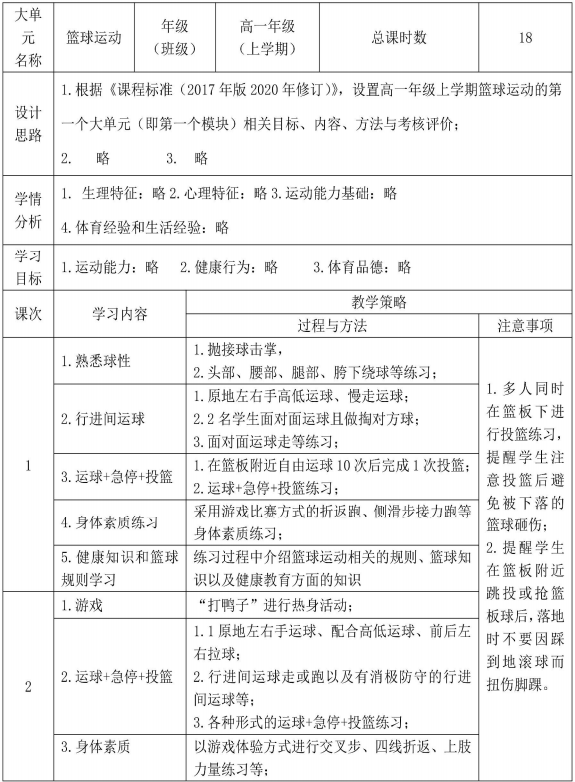 大单元名称
篮球运动
年级（班级）
高一年级（上学期）
总课时数
18
设计思路
1.根据《课程标准（2017 年版 2020 年修订）》，设置高一年级上学期篮球运动的第
一个大单元（即第一个模块）相关目标、内容、方法与考核评价；
2. 略 3. 略
学情分析
1. 生理特征：略 2.心理特征：略 3.运动能力基础：略
4.体育经验和生活经验：略
学习目标
1.运动能力：略 2.健康行为：略 3.体育品德：略
课次
学习内容
教学策略
过程与方法
注意事项
1
1.熟悉球性
1.抛接球击掌，
2.头部、腰部、腿部、胯下绕球等练习；
2.行进间运球
1.原地左右手高低运球、慢走运球；
2.2 名学生面对面运球且做掏对方球；
3.面对面运球走等练习；
3.运球+急停+投篮
1.在篮板附近自由运球 10 次后完成 1 次投篮；
2.运球+急停+投篮练习；
4.身体素质练习
采用游戏比赛方式的折返跑、侧滑步接力跑等
身体素质练习；
5.健康知识和篮球
规则学习
练习过程中介绍篮球运动相关的规则、篮球知
识以及健康教育方面的知识
2
1.游戏
“打鸭子”进行热身活动；
2.运球+急停+投篮
1.1 原地左右手运球、配合高低运球、前后左
右拉球；
2.行进间运球走或跑以及有消极防守的行进
间运球等；
3.各种形式的运球+急停+投篮练习；
3.身体素质
以游戏体验方式进行交叉步、四线折返、上肢
力量练习等；
1.多人同时
在篮板下进
行投篮练习，
提醒学生注
意投篮后避
免被下落的
篮球砸伤；
2.提醒学生
在篮板附近
跳投或抢篮
板球后，落地
时不要因踩
到地滚球而
扭伤脚踝。